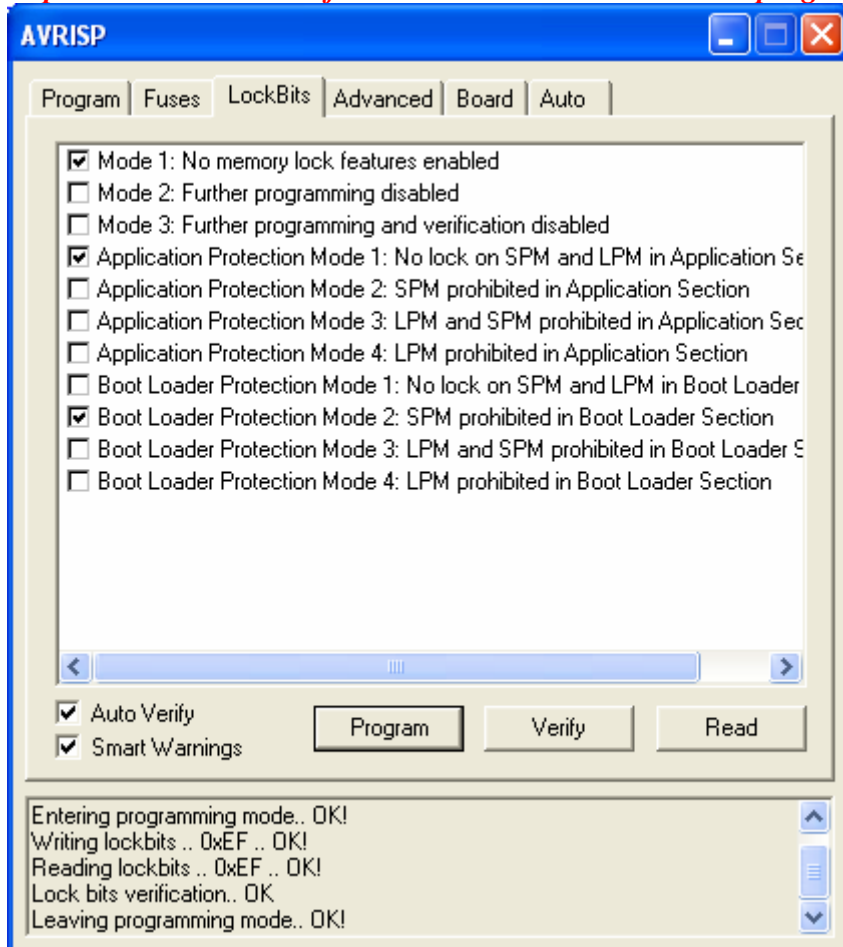 AVRISP
Program Fuses LockBits Advanced Board Auto
Mode 1: No memory lock features enabled
Mode 2: Further programming disabled
Mode 3: Further programming and verification disabled
Application Protection Mode 1: No lock on SPM and LPM in Application Se
Application Protection Mode 2: SPM prohibited in Application Section
Application Protection Mode 3: LPM and SPM prohibited in Application Sec
Application Protection Mode 4: LPM prohibited in Application Section
Boot Loader Protection Mode 1: No lock on SPM and LPM in Boot Loader
Boot Loader Protection Mode 2: SPM prohibited in Boot Loader Section
Boot Loader Protection Mode 3: LPM and SPM prohibited in Boot Loader S
Boot Loader Protection Mode 4: LPM prohibited in Boot Loader Section
Auto Verify
Smart Warnings
Program Verify Read
Entering programming mode.. OK!
Writing lockbits .. 0xEF .. OK!
Reading lockbits .. 0xEF .. OK!
Lock bits verification.. OK
Leaving programming mode.. OK!